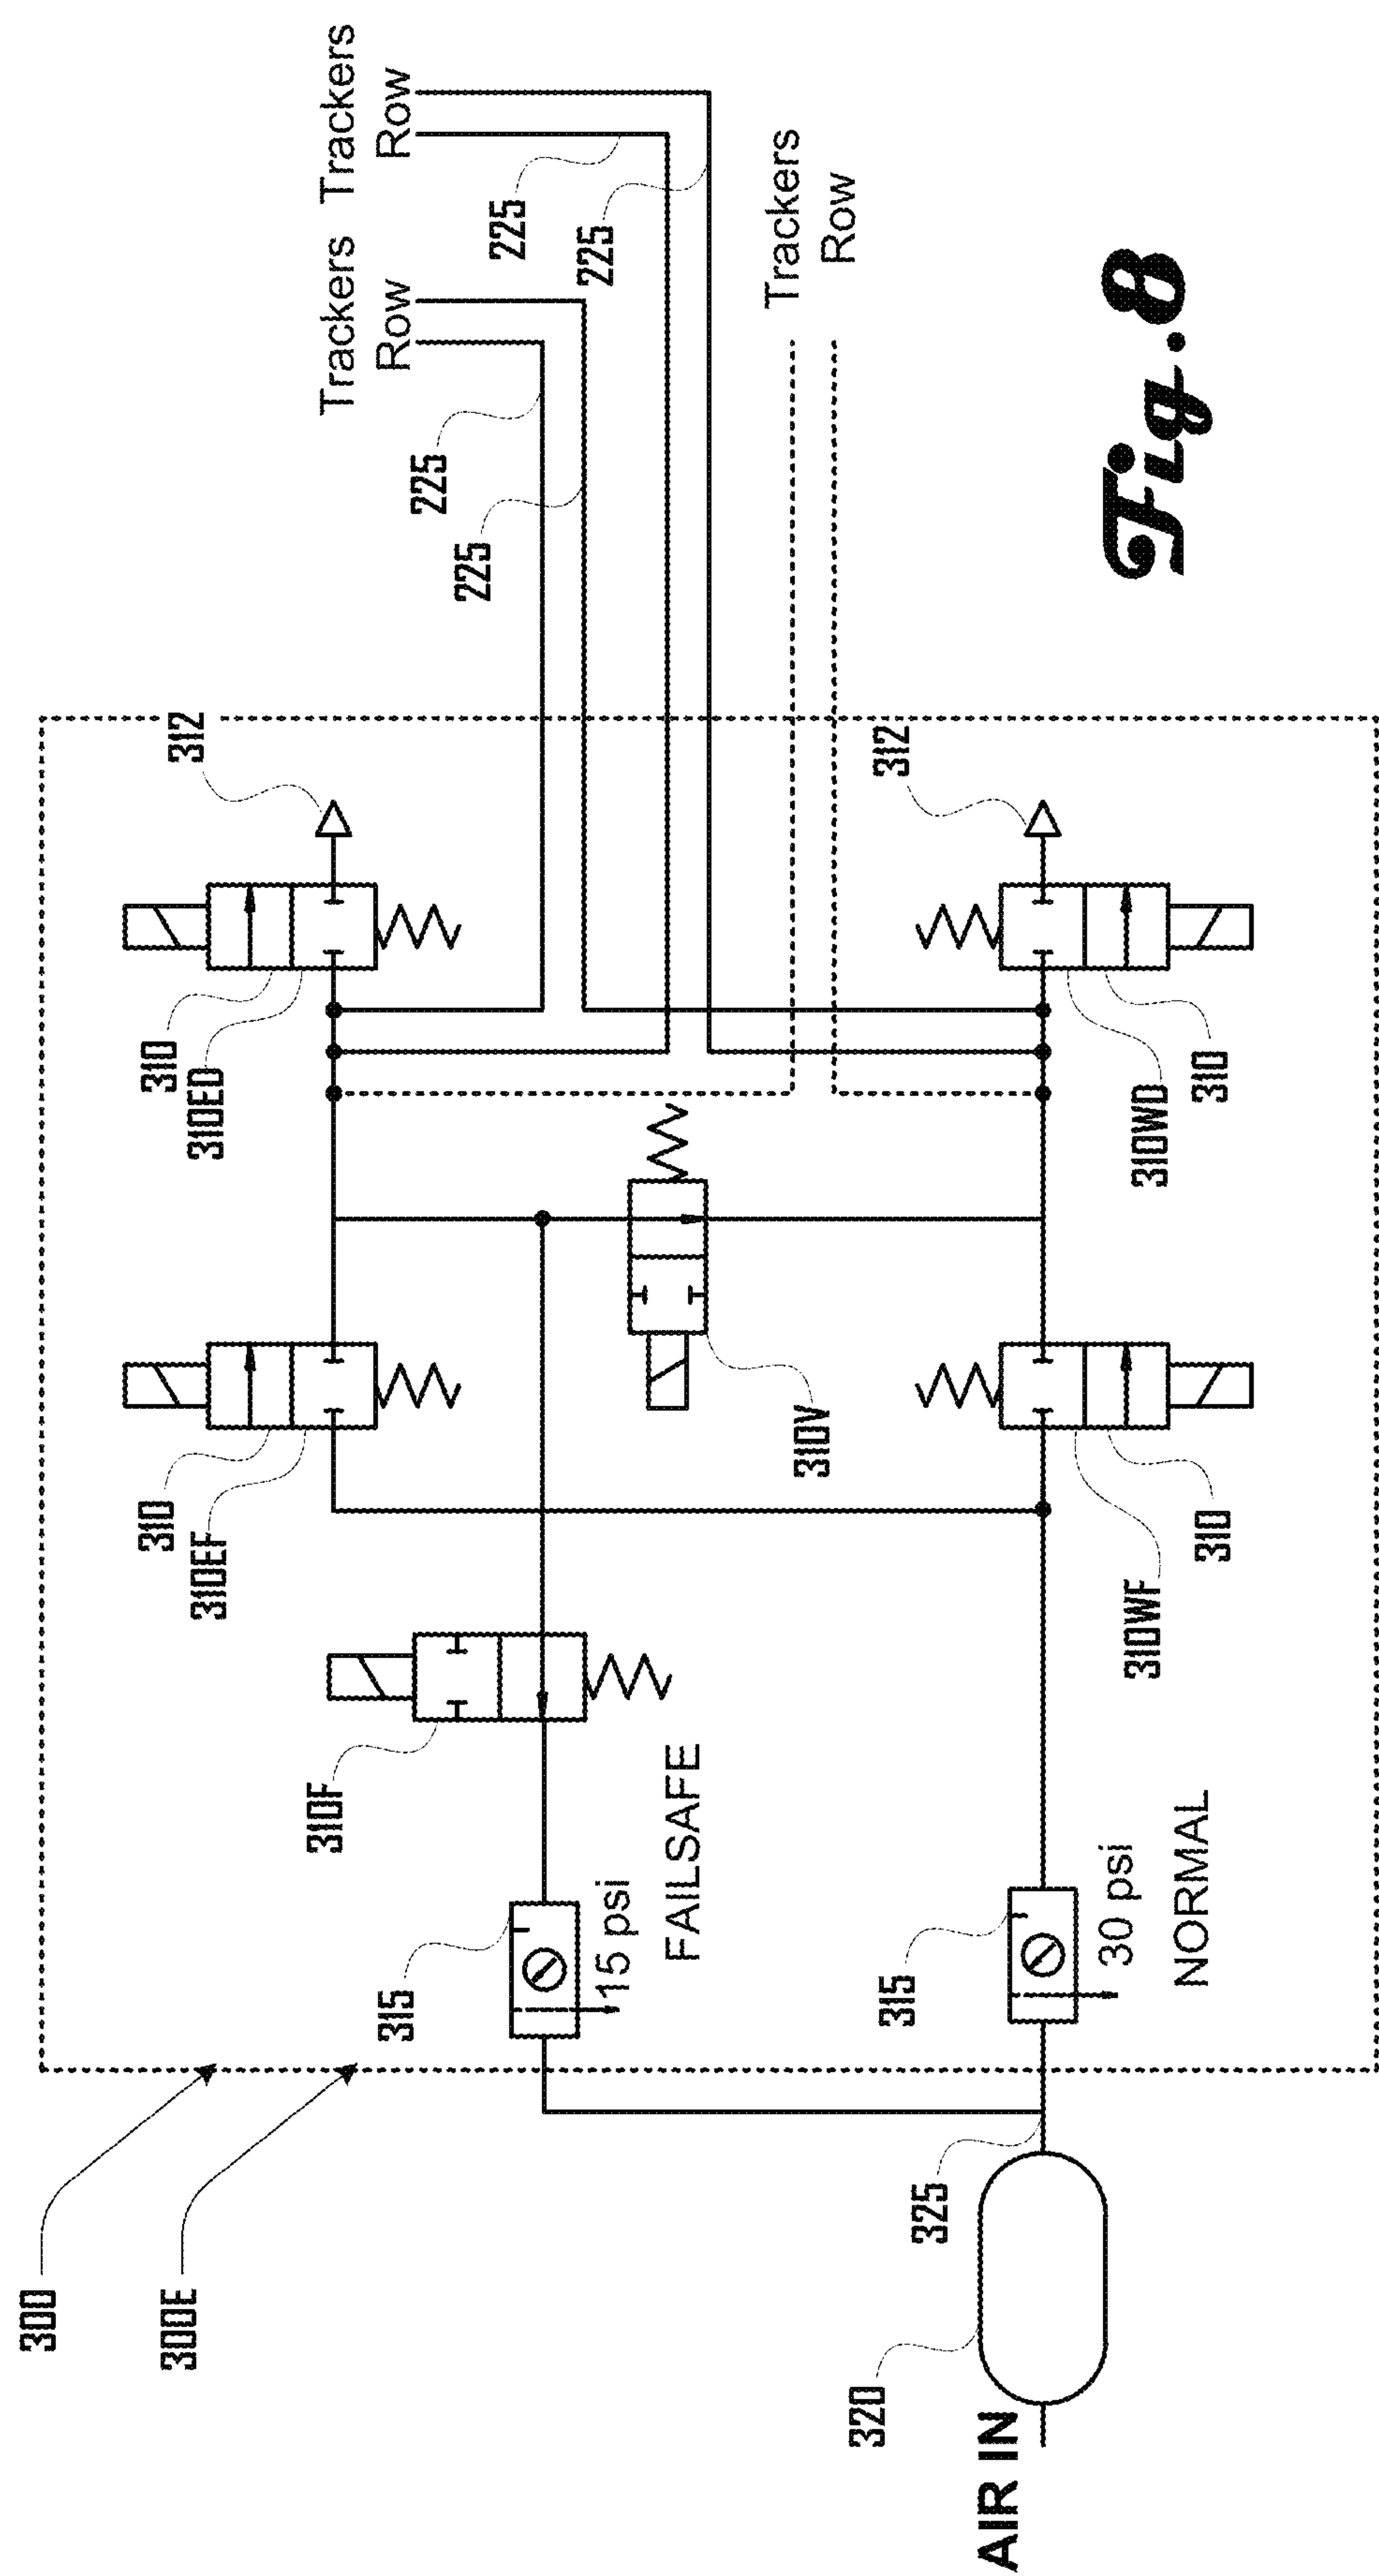 300
300E
310
310EF
310
310ED
312
310F
Trackers
Row
Trackers
Row
315
15 psi
FAILSAFE
225
225
225
225
310V
Trackers
Row
320
325
315
312
AIR IN
30 psi
NORMAL
310WF
310
310WD
310
Fig.8